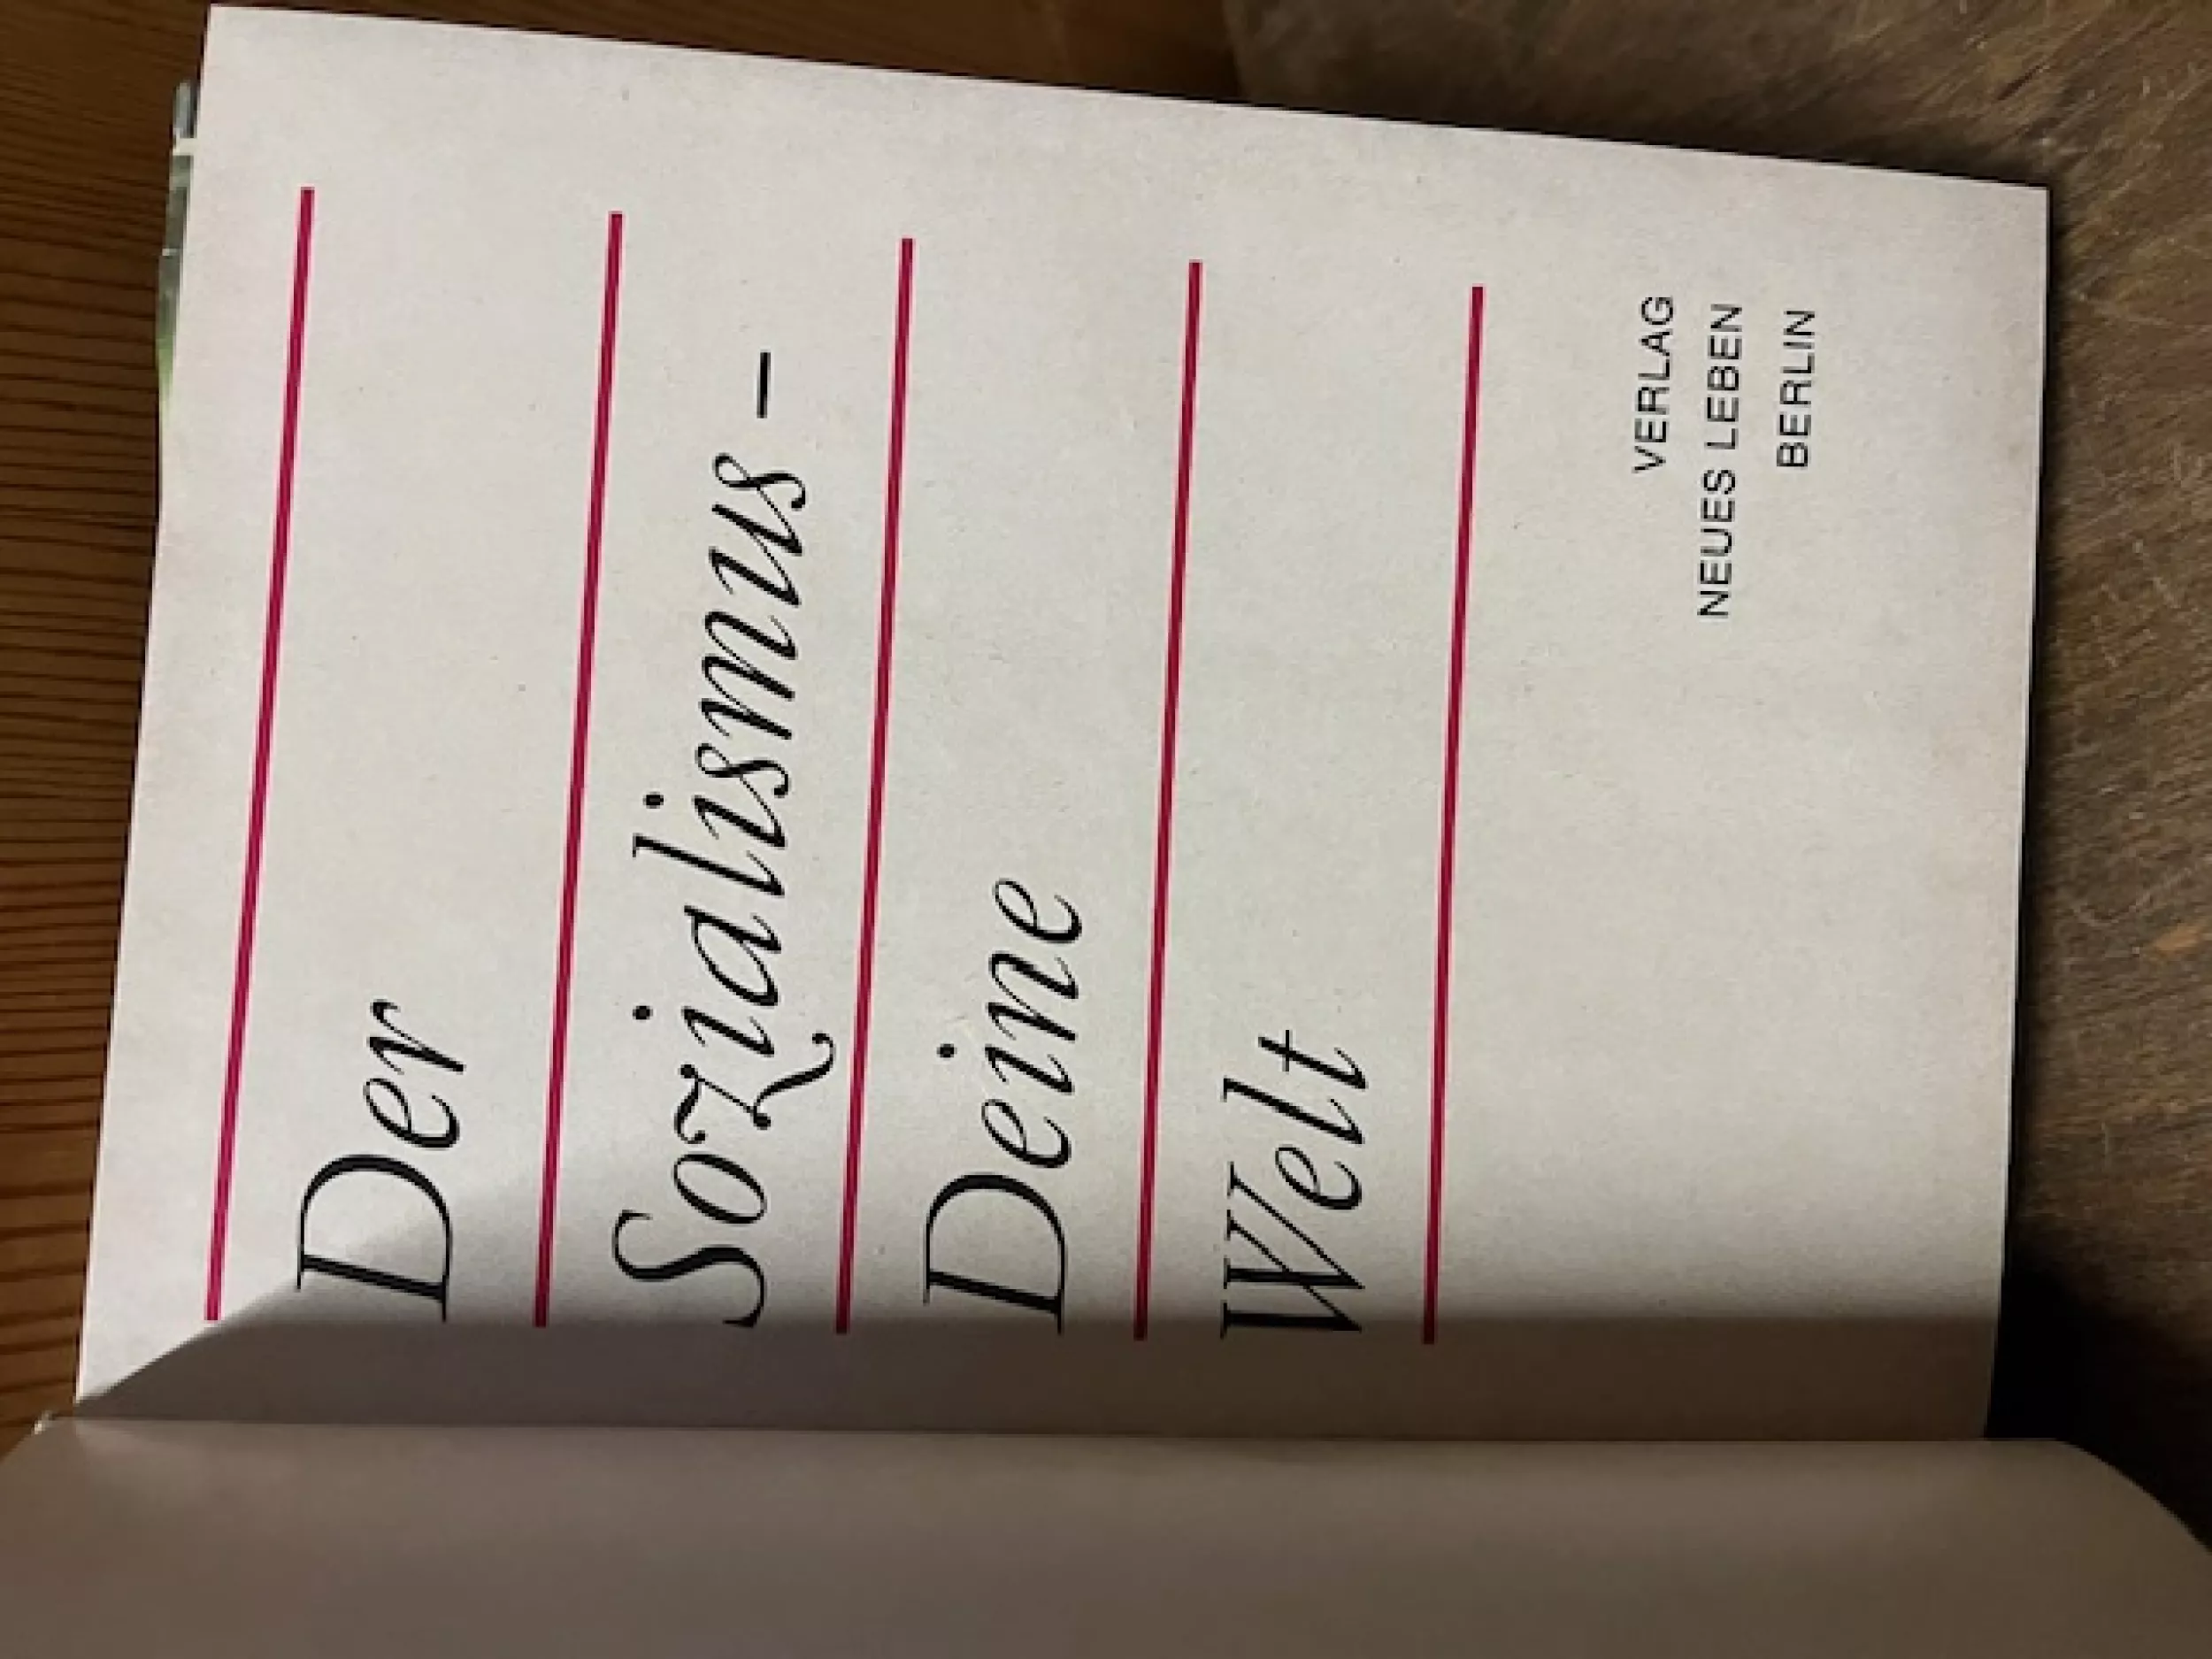 Der
Sozialismus –
Deine
Welt
VERLAG
NEUES LEBEN
BERLIN